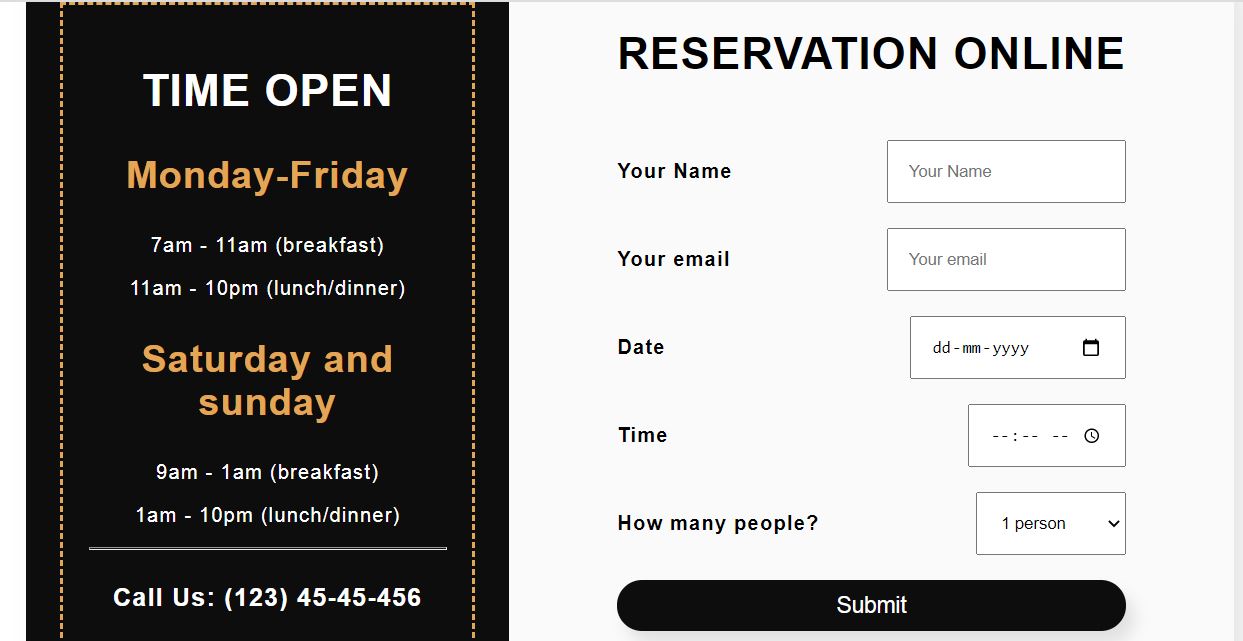 TIME OPEN
Monday-Friday
7am - 11am (breakfast)
11am - 10pm (lunch/dinner)
Saturday and
sunday
9am - 1am (breakfast)
1am - 10pm (lunch/dinner)
Call Us: (123) 45-45-456
RESERVATION ONLINE
Your Name
Your Name
Your email
Your email
Date
dd-mm-yyyy
Time
--:-- --
How many people?
1 person
Submit